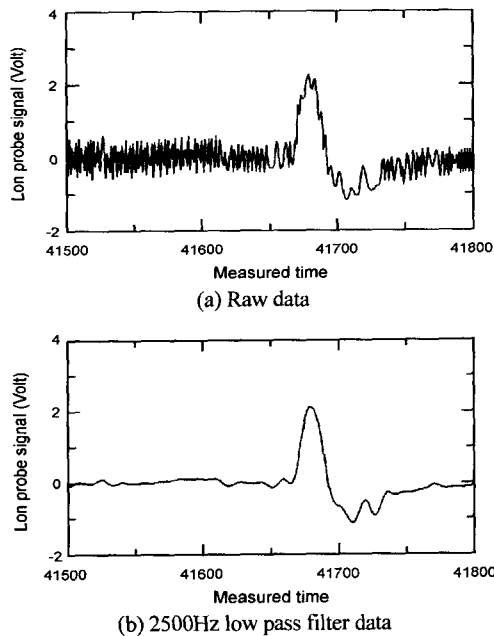 4
2
0
-2
Lon probe signal (Volt)
41500 41600 41700 41800
Measured time
(a) Raw data
4
2
0
-2
Lon probe signal (Volt)
41500 41600 41700 41800
Measured time
(b) 2500Hz low pass filter data